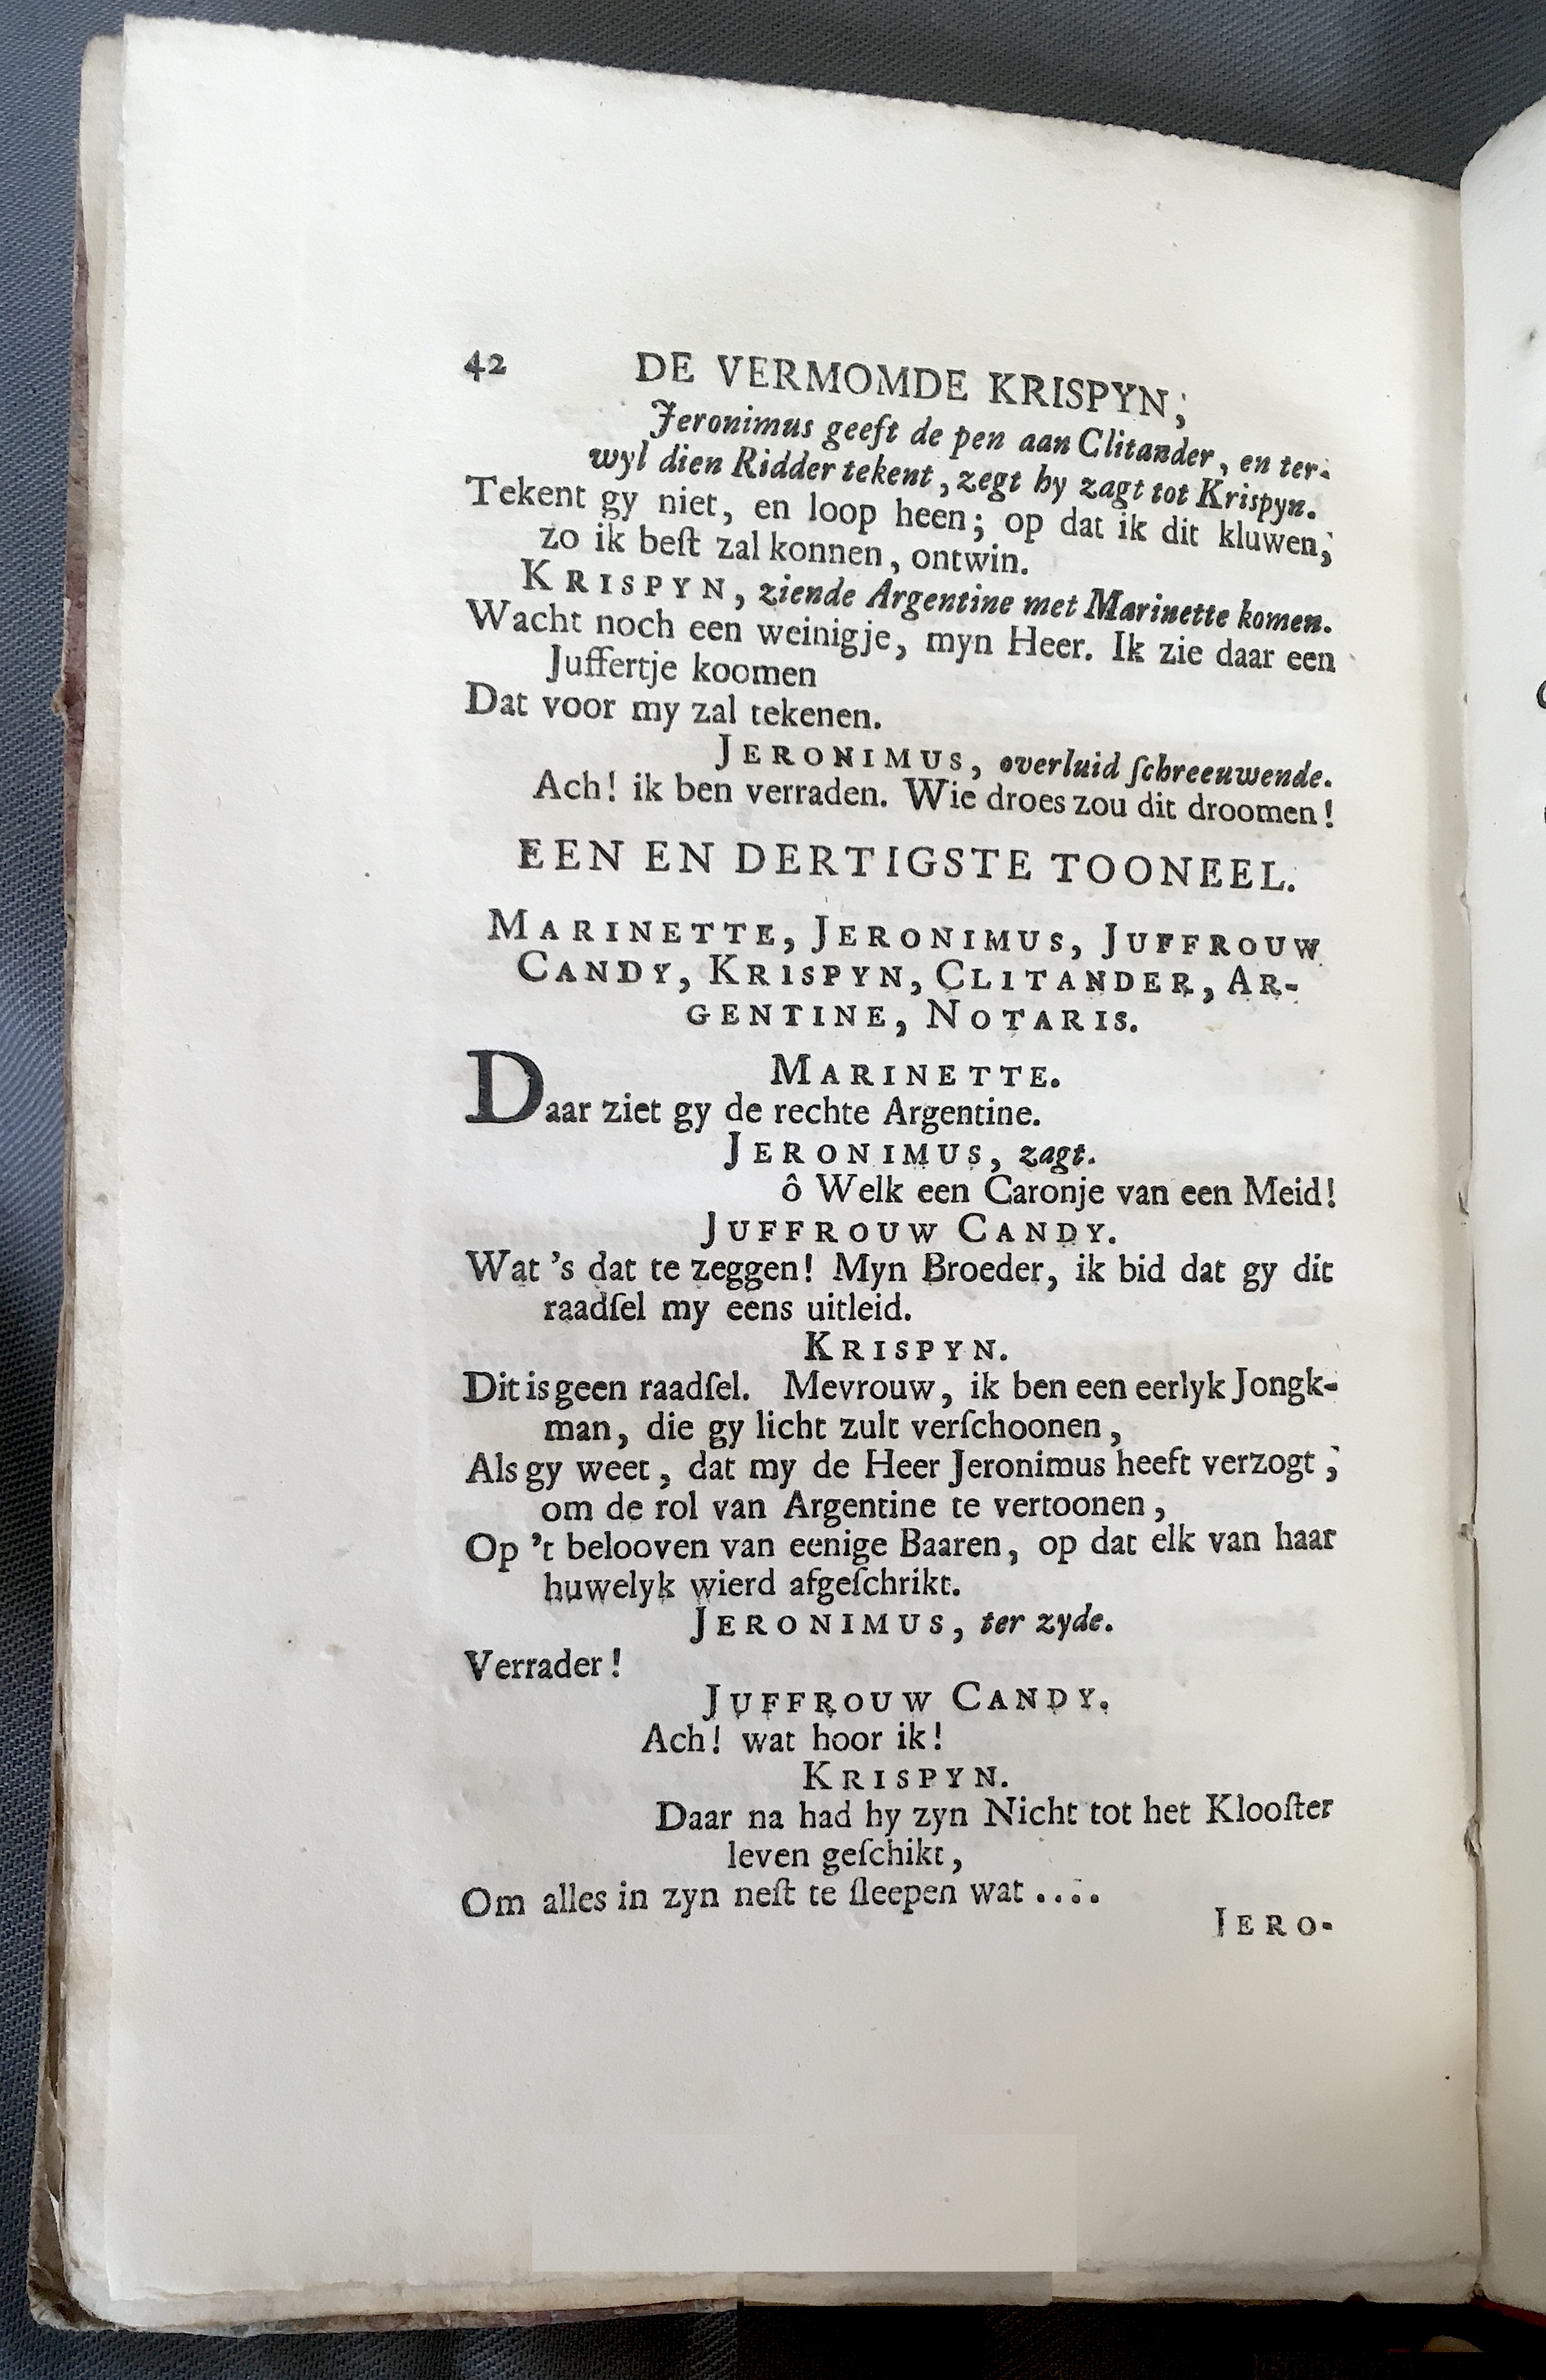 42 DE VERMOMDE KRISPYN;
Jeronimus geeft de pen aan Clitander, en ter-
wyl dien Ridder tekent, zegt hy zagt tot Krispyn.
Tekent gy niet, en loop heen; op dat ik dit kluwen,
zo ik beſt zal konnen, ontwin.
KRISPYN, ziende Argentine met Marinette komen.
Wacht noch een weinigje, myn Heer. Ik zie daar een
Juffertje koomen
Dat voor my zal tekenen.
JERONIMUS, overluid ſchreeuwende.
Ach! ik ben verraden. Wie droes zou dit droomen!
EEN EN DERTIGSTE TOONEEL.
MARINETTE, JERONIMUS, JUFFROUW
CANDY, KRISPYN, CLITANDER, AR-
GENTINE, NOTARIS.
MARINETTE.
Daar ziet gy de rechte Argentine.
JERONIMUS, zagt.
ô Welk een Caronje van een Meid!
JUFFROUW CANDY.
Wat 's dat te zeggen! Myn Broeder, ik bid dat gy dit
raadſel my eens uitleid.
KRISPYN.
Dit is geen raadſel. Mevrouw, ik ben een eerlyk Jongk-
man, die gy licht zult verſchoonen,
Als gy weet, dat my de Heer Jeronimus heeft verzogt,
om de rol van Argentine te vertoonen,
Op 't belooven van eenige Baaren, op dat elk van haar
huwelyk wierd afgeſchrikt.
JERONIMUS, ter zyde.
Verrader!
JUFFROUW CANDY.
Ach! wat hoor ik!
KRISPYN.
Daar na had hy zyn Nicht tot het Klooſter
leven geſchikt,
Om alles in zyn neſt te ſleepen wat ....
JERO-